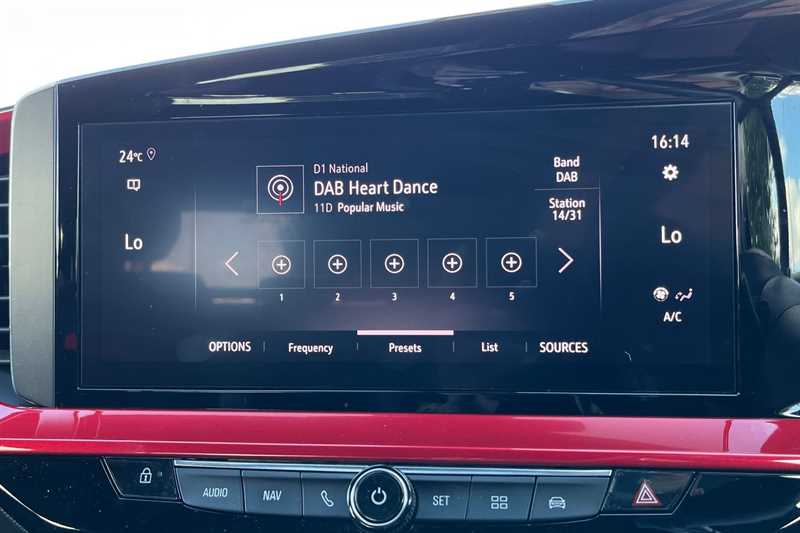 24°C
16:14
D1 National
DAB Heart Dance
11D Popular Music
Band
DAB
Station
14/31
Lo
Lo
1 2 3 4 5
A/C
OPTIONS Frequency Presets List SOURCES
AUDIO NAV SET